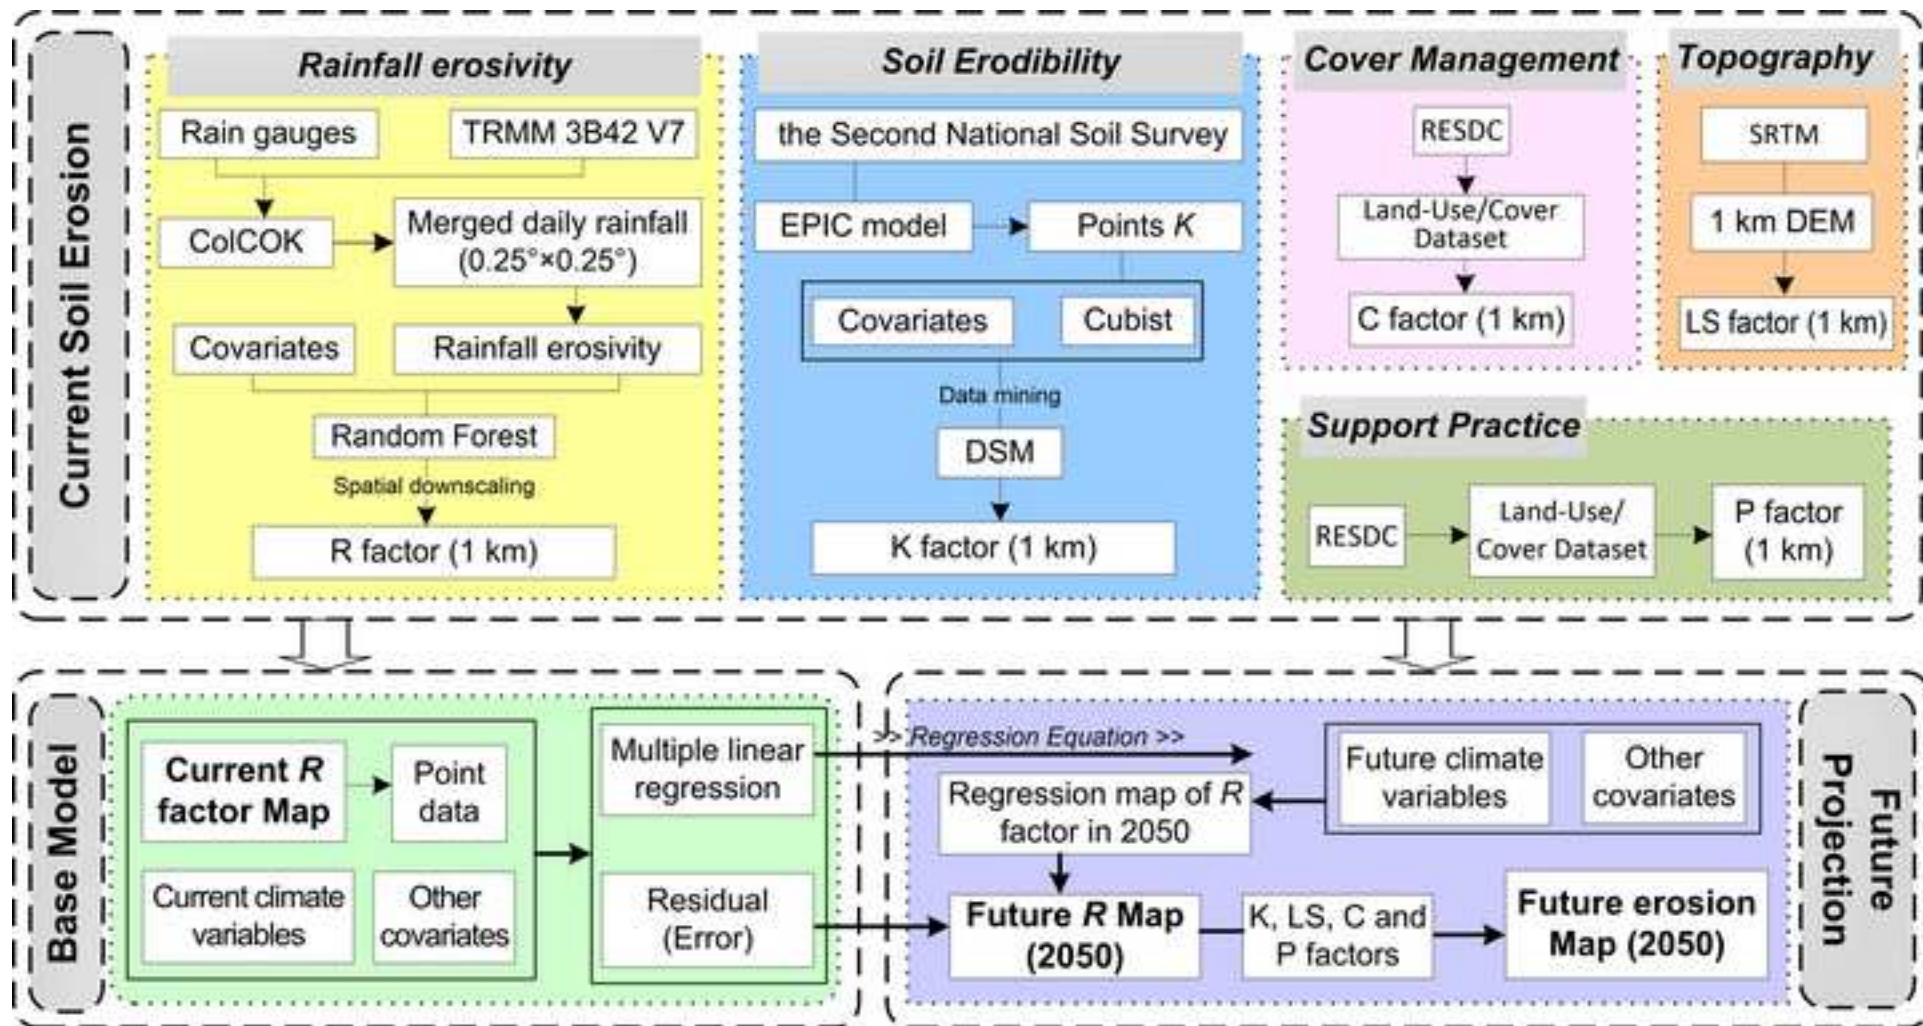 Current Soil Erosion
Rainfall erosivity
Rain gauges
TRMM 3B42 V7
ColCOK
Merged daily rainfall
(0.25°×0.25°)
Covariates
Rainfall erosivity
Random Forest
Spatial downscaling
R factor (1 km)
Soil Erodibility
the Second National Soil Survey
EPIC model
Points K
Covariates
Cubist
Data mining
DSM
K factor (1 km)
Cover Management
RESDC
Land-Use/Cover
Dataset
C factor (1 km)
Topography
SRTM
1 km DEM
LS factor (1 km)
Support Practice
RESDC
Land-Use/
Cover Dataset
P factor
(1 km)
Base Model
Current R
factor Map
Point
data
Current climate
variables
Other
covariates
Multiple linear
regression
Residual
(Error)
>> Regression Equation >>
Future climate
variables
Other
covariates
Regression map of R
factor in 2050
Future R Map
(2050)
K, LS, C and
P factors
Future erosion
Map (2050)
Future
Projection